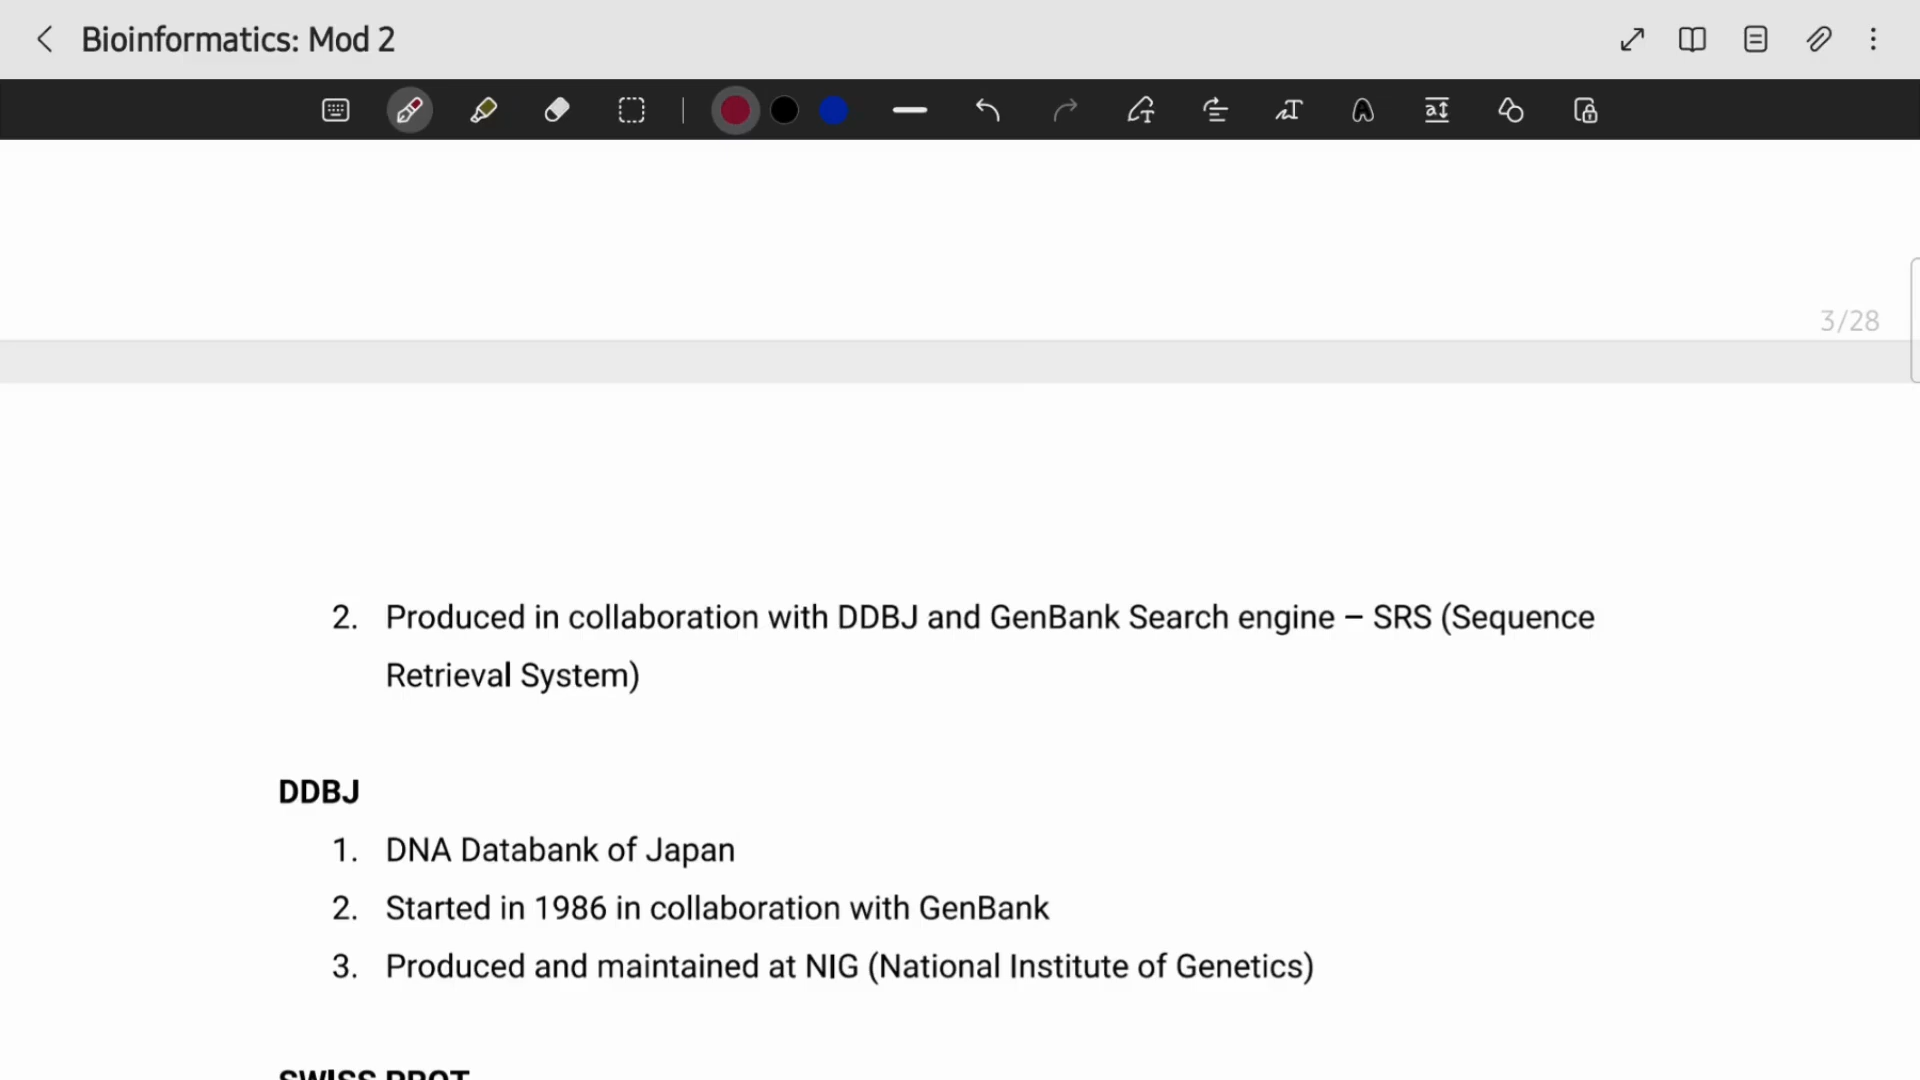 Bioinformatics: Mod 2
3/28
2. Produced in collaboration with DDBJ and GenBank Search engine – SRS (Sequence
Retrieval System)
DDBJ
1. DNA Databank of Japan
2. Started in 1986 in collaboration with GenBank
3. Produced and maintained at NIG (National Institute of Genetics)
SWISS PROT